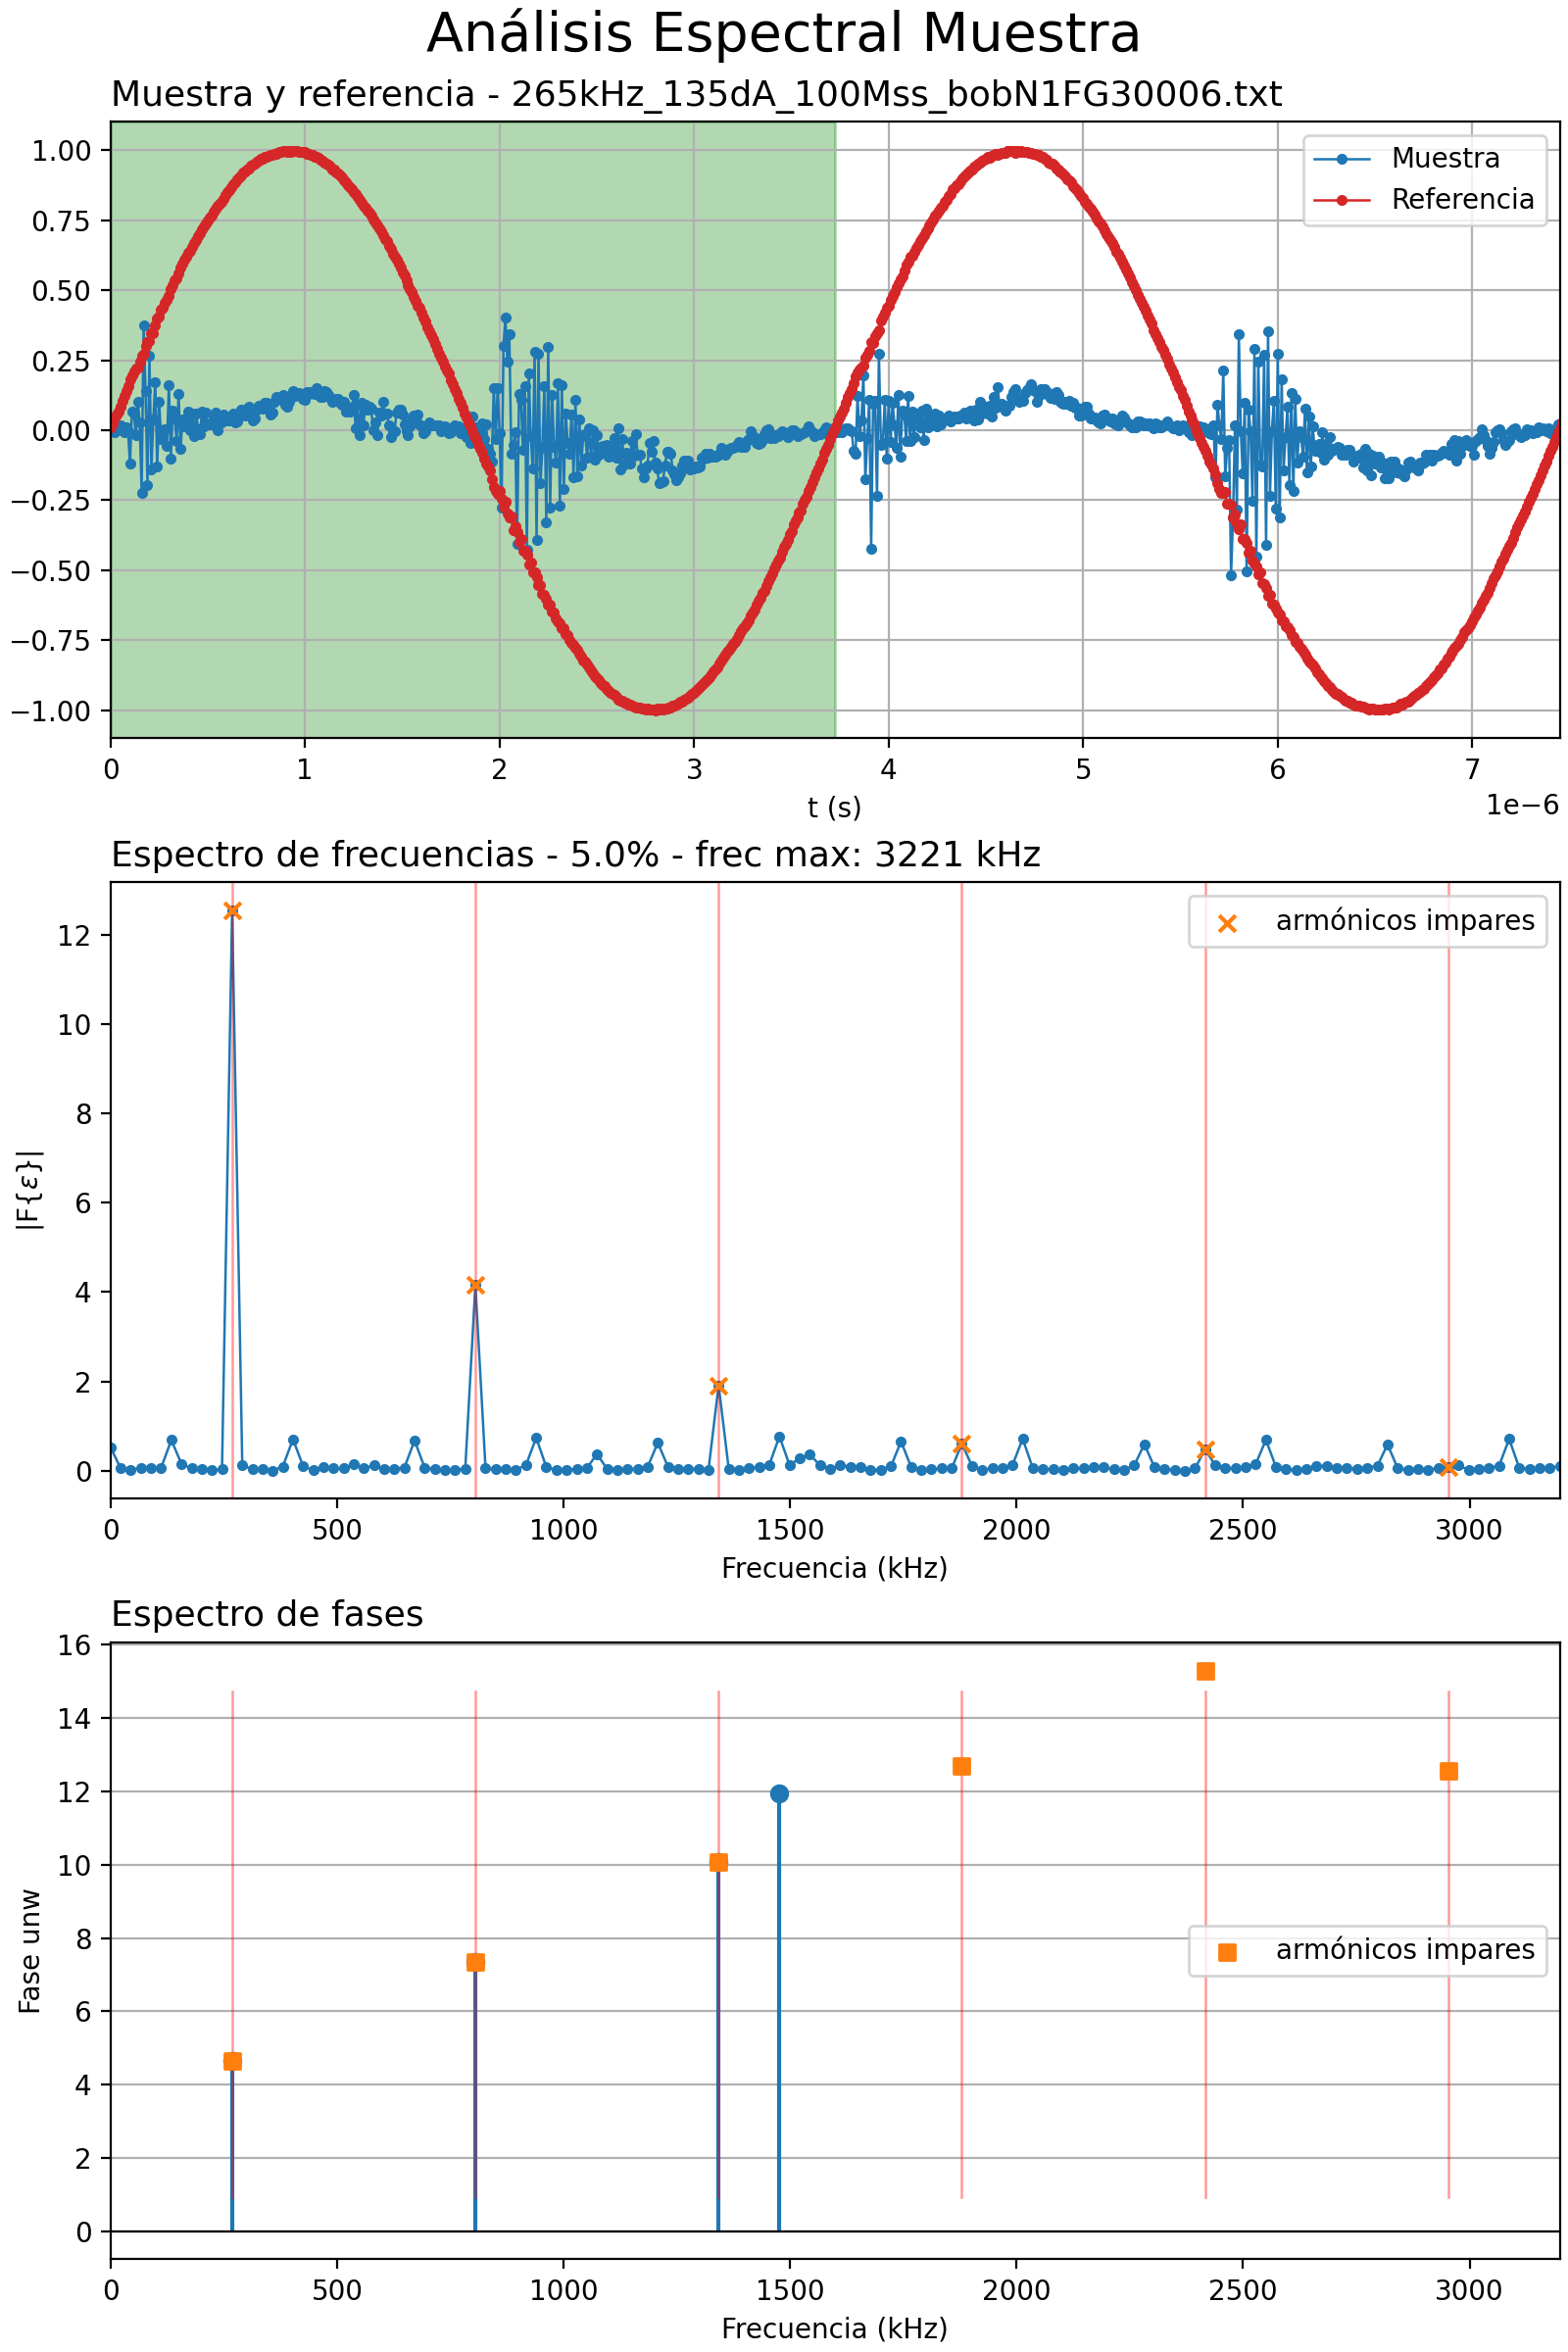 Análisis Espectral Muestra
Muestra y referencia - 265kHz_135dA_100Mss_bobN1FG30006.txt
1.00
0.75
0.50
0.25
0.00
−0.25
−0.50
−0.75
−1.00
Muestra
Referencia
0 1 2 3 4 5 6 7
t (s)
1e−6
Espectro de frecuencias - 5.0% - frec max: 3221 kHz
12
10
8
6
4
2
0
|F{ε}|
armónicos impares
0 500 1000 1500 2000 2500 3000
Frecuencia (kHz)
Espectro de fases
16
14
12
10
8
6
4
2
0
Fase unw
armónicos impares
0 500 1000 1500 2000 2500 3000
Frecuencia (kHz)